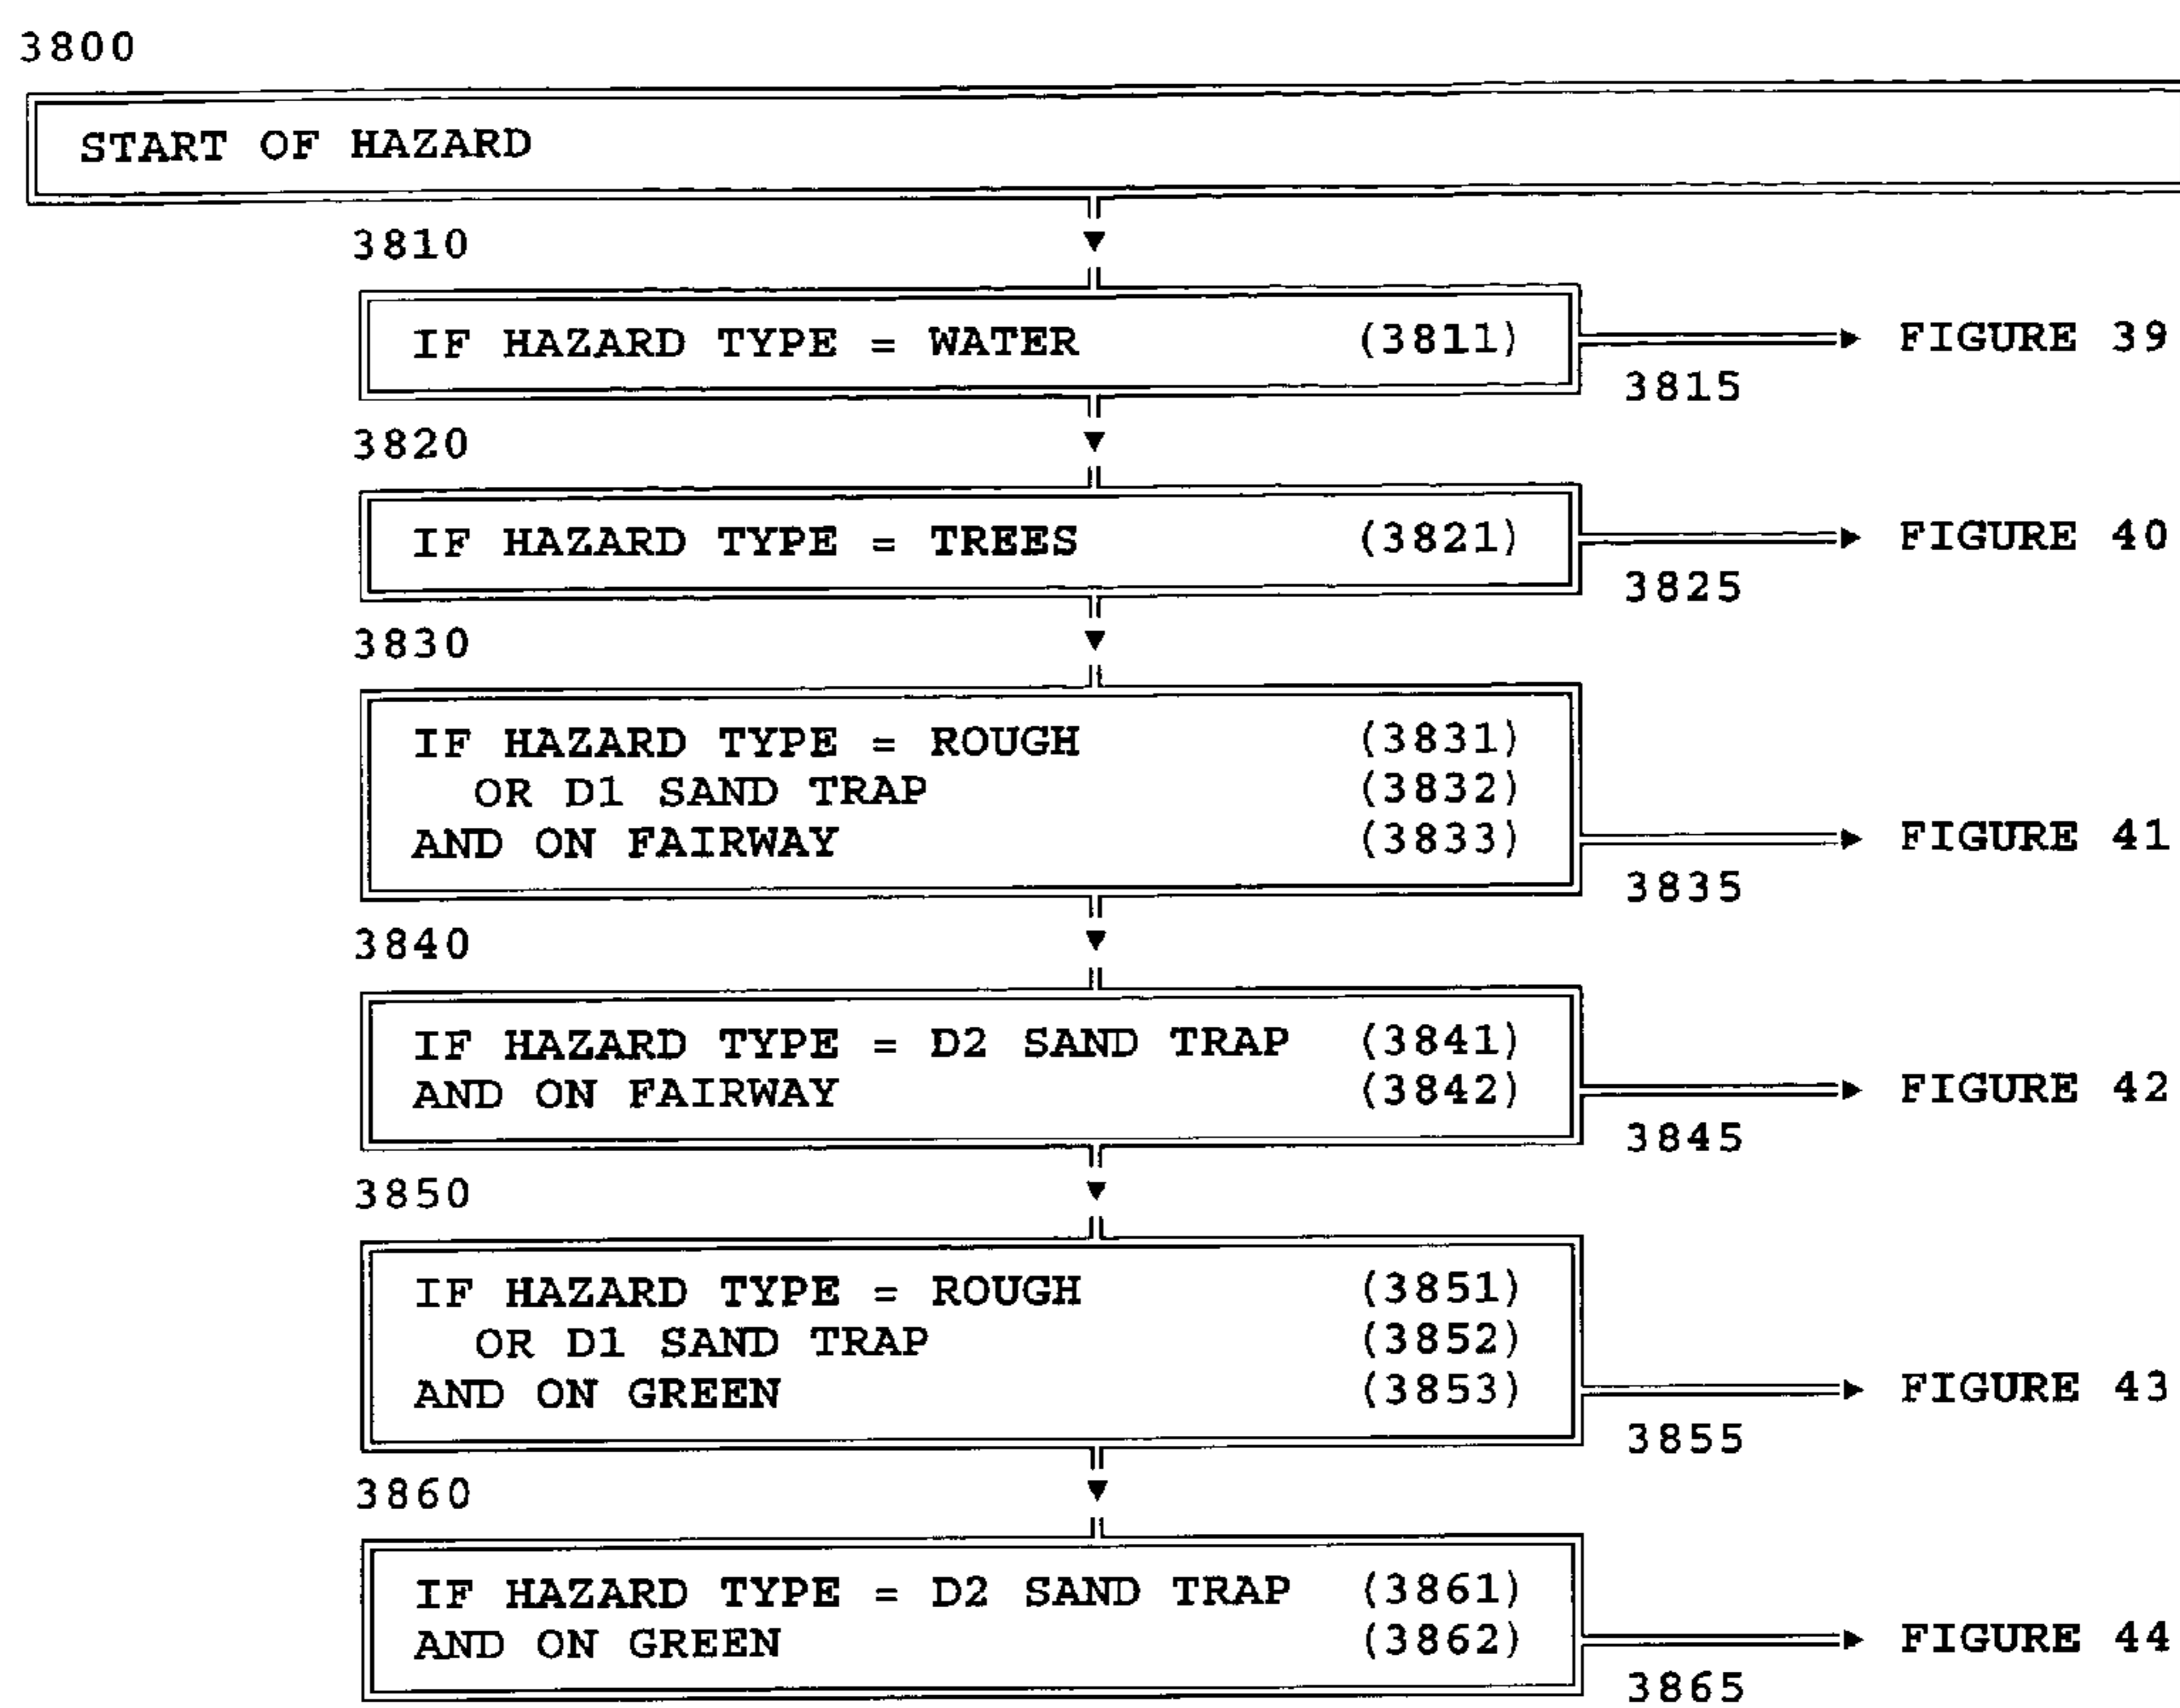 3800
START OF HAZARD
3810
IF HAZARD TYPE = WATER (3811)
FIGURE 39
3815
3820
IF HAZARD TYPE = TREES (3821)
FIGURE 40
3825
3830
IF HAZARD TYPE = ROUGH (3831)
OR D1 SAND TRAP (3832)
AND ON FAIRWAY (3833)
FIGURE 41
3835
3840
IF HAZARD TYPE = D2 SAND TRAP (3841)
AND ON FAIRWAY (3842)
FIGURE 42
3845
3850
IF HAZARD TYPE = ROUGH (3851)
OR D1 SAND TRAP (3852)
AND ON GREEN (3853)
FIGURE 43
3855
3860
IF HAZARD TYPE = D2 SAND TRAP (3861)
AND ON GREEN (3862)
FIGURE 44
3865